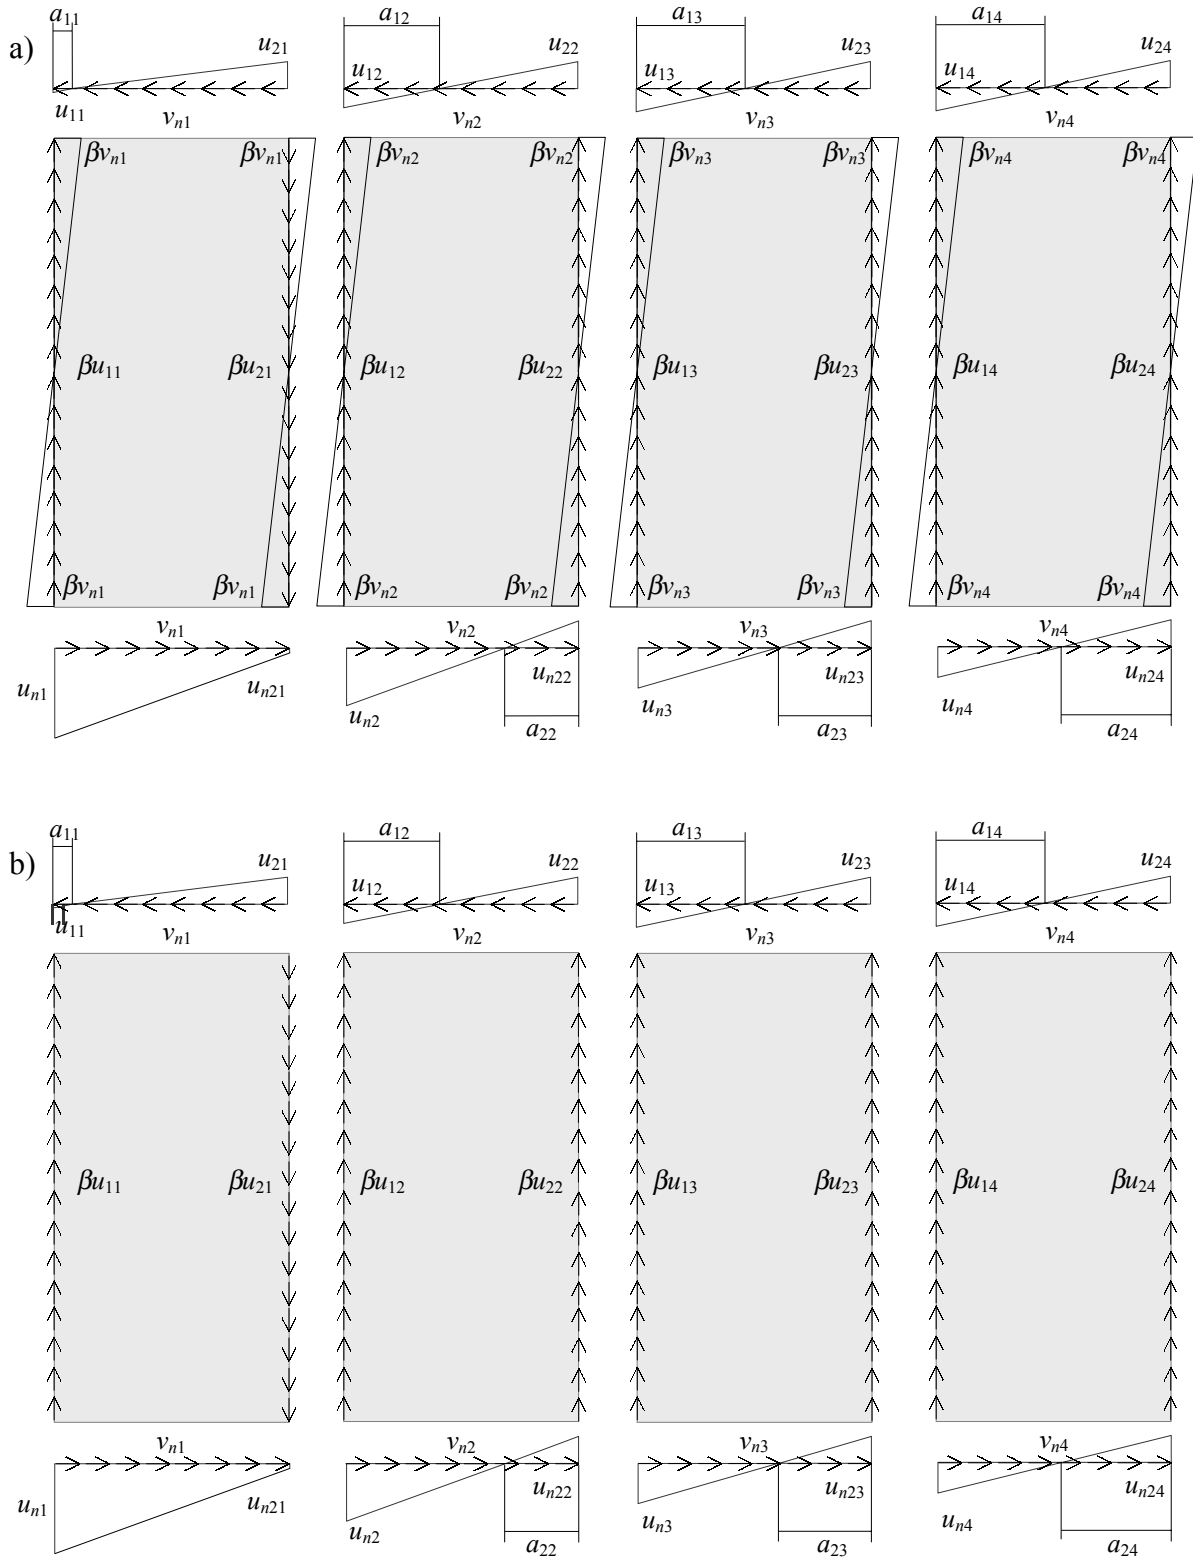 a₁₁ a₁₂ a₁₃ a₁₄
a) u₂₁ u₂₂ u₂₃ u₂₄
u₁₂ u₁₃ u₁₄
u₁₁ vₙ₁ vₙ₂ vₙ₃ vₙ₄
βvₙ₁ βvₙ₁ βvₙ₂ βvₙ₂ βvₙ₃ βvₙ₃ βvₙ₄ βvₙ₄
βu₁₁ βu₂₁ βu₁₂ βu₂₂ βu₁₃ βu₂₃ βu₁₄ βu₂₄
βvₙ₁ βvₙ₁ βvₙ₂ βvₙ₂ βvₙ₃ βvₙ₃ βvₙ₄ βvₙ₄
vₙ₁ vₙ₂ vₙ₃ vₙ₄
uₙ₁ uₙ₂₁ uₙ₂₂ uₙ₂₃ uₙ₂₄
uₙ₂ uₙ₃ uₙ₄
a₂₂ a₂₃ a₂₄
a₁₁ a₁₂ a₁₃ a₁₄
b) u₂₁ u₂₂ u₂₃ u₂₄
u₁₂ u₁₃ u₁₄
u₁₁ vₙ₁ vₙ₂ vₙ₃ vₙ₄
βu₁₁ βu₂₁ βu₁₂ βu₂₂ βu₁₃ βu₂₃ βu₁₄ βu₂₄
vₙ₁ vₙ₂ vₙ₃ vₙ₄
uₙ₁ uₙ₂₁ uₙ₂₂ uₙ₂₃ uₙ₂₄
uₙ₂ uₙ₃ uₙ₄
a₂₂ a₂₃ a₂₄